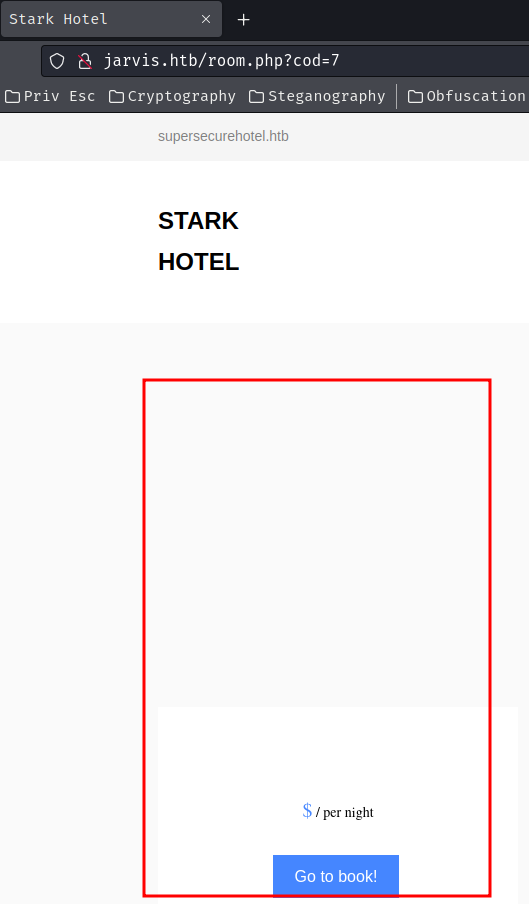 Stark Hotel
jarvis.htb/room.php?cod=7
Priv Esc Cryptography Steganography Obfuscation
supersecurehotel.htb
STARK
HOTEL
$ / per night
Go to book!